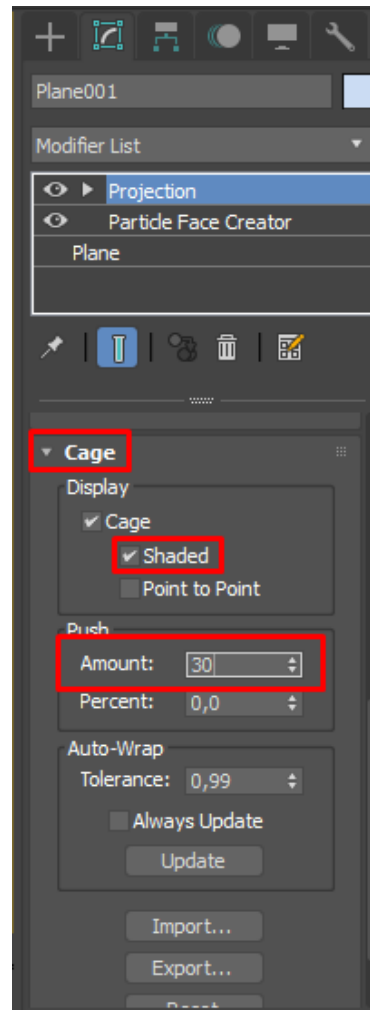 Plane001
Modifier List
Projection
Particle Face Creator
Plane
Cage
Display
Cage
Shaded
Point to Point
Push
Amount: 30
Percent: 0,0
Auto-Wrap
Tolerance: 0,99
Always Update
Update
Import...
Export...
Reset